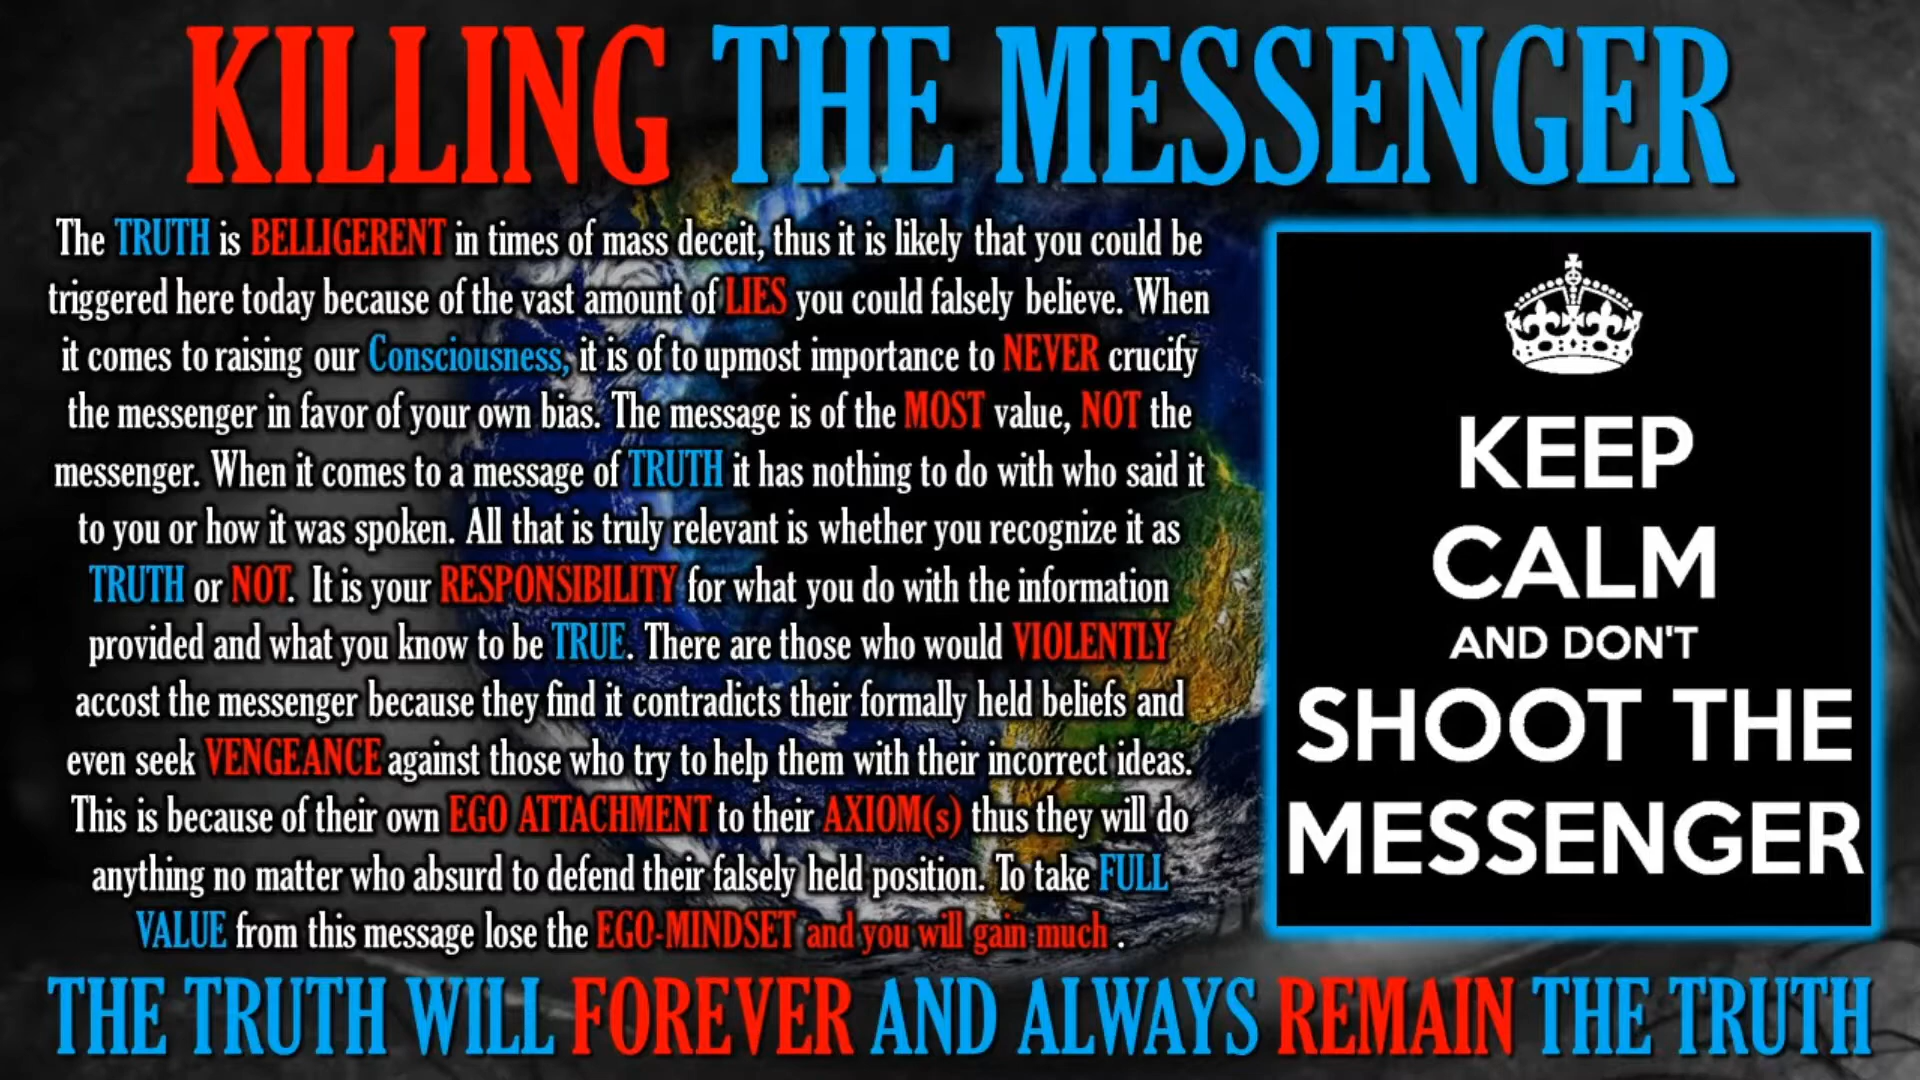 KILLING THE MESSENGER
The TRUTH is BELLIGERENT in times of mass deceit, thus it is likely that you could be
triggered here today because of the vast amount of LIES you could falsely believe. When
it comes to raising our Consciousness, it is of to upmost importance to NEVER crucify
the messenger in favor of your own bias. The message is of the MOST value, NOT the
messenger. When it comes to a message of TRUTH it has nothing to do with who said it
to you or how it was spoken. All that is truly relevant is whether you recognize it as
TRUTH or NOT. It is your RESPONSIBILITY for what you do with the information
provided and what you know to be TRUE. There are those who would VIOLENTLY
accost the messenger because they find it contradicts their formally held beliefs and
even seek VENGEANCE against those who try to help them with their incorrect ideas.
This is because of their own EGO ATTACHMENT to their AXIOM(s) thus they will do
anything no matter who absurd to defend their falsely held position. To take FULL
VALUE from this message lose the EGO-MINDSET and you will gain much .
KEEP
CALM
AND DON'T
SHOOT THE
MESSENGER
THE TRUTH WILL FOREVER AND ALWAYS REMAIN THE TRUTH